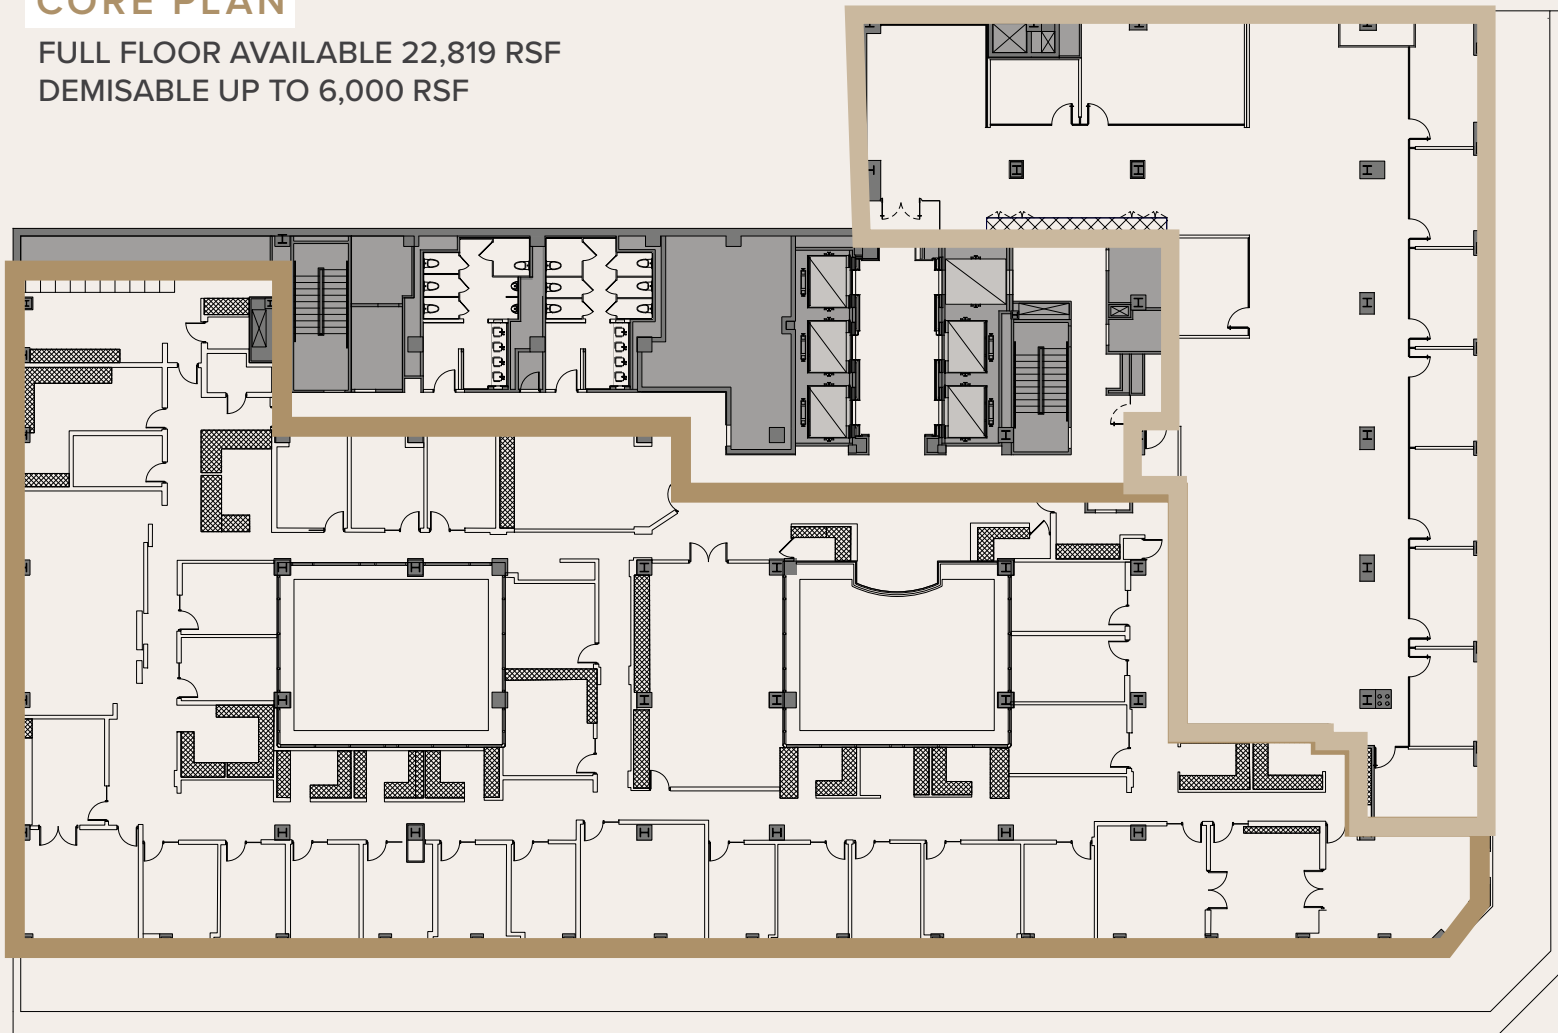 CORE PLAN
FULL FLOOR AVAILABLE 22,819 RSF
DEMISABLE UP TO 6,000 RSF